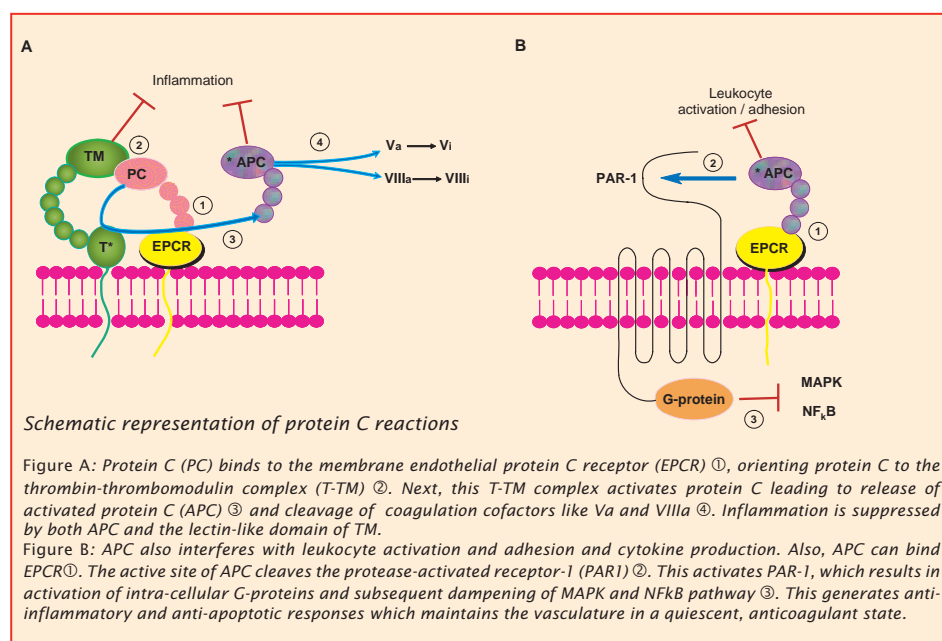 A
Inflammation
TM
②
PC
①
* APC
④
Va → Vi
VIIIa → VIIIi
③
T*
EPCR
B
Leukocyte
activation / adhesion
PAR-1
②
* APC
①
EPCR
G-protein
③
MAPK
NFkB
Schematic representation of protein C reactions
Figure A: Protein C (PC) binds to the membrane endothelial protein C receptor (EPCR) ①, orienting protein C to the
thrombin-thrombomodulin complex (T-TM) ②. Next, this T-TM complex activates protein C leading to release of
activated protein C (APC) ③ and cleavage of coagulation cofactors like Va and VIIIa ④. Inflammation is suppressed
by both APC and the lectin-like domain of TM.
Figure B: APC also interferes with leukocyte activation and adhesion and cytokine production. Also, APC can bind
EPCR①. The active site of APC cleaves the protease-activated receptor-1 (PAR1) ②. This activates PAR-1, which results in
activation of intra-cellular G-proteins and subsequent dampening of MAPK and NFkB pathway ③. This generates anti-
inflammatory and anti-apoptotic responses which maintains the vasculature in a quiescent, anticoagulant state.